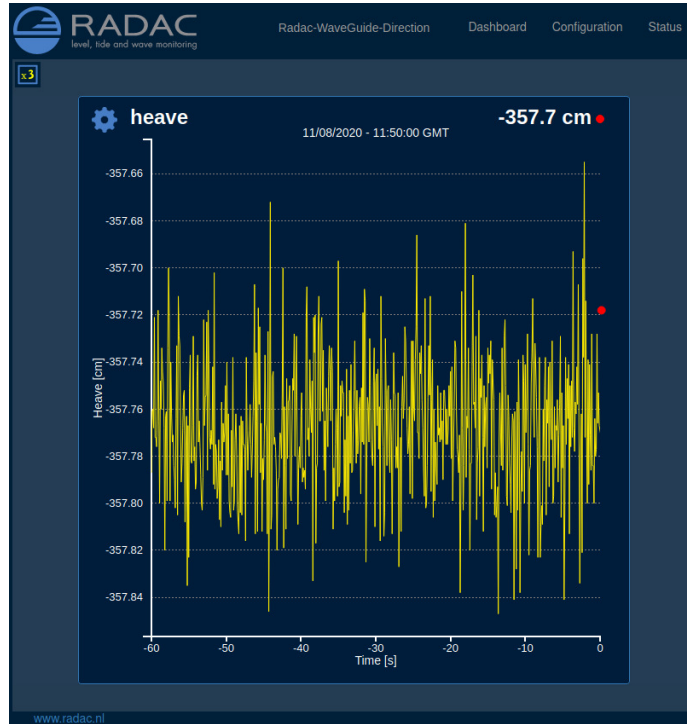 RADAC
level, tide and wave monitoring
Radac-WaveGuide-Direction
Dashboard
Configuration
Status
x3
heave
-357.7 cm
11/08/2020 - 11:50:00 GMT
-357.66
-357.68
-357.70
-357.72
-357.74
-357.76
-357.78
-357.80
-357.82
-357.84
Heave [cm]
-60 -50 -40 -30 -20 -10 0
Time [s]
www.radac.nl